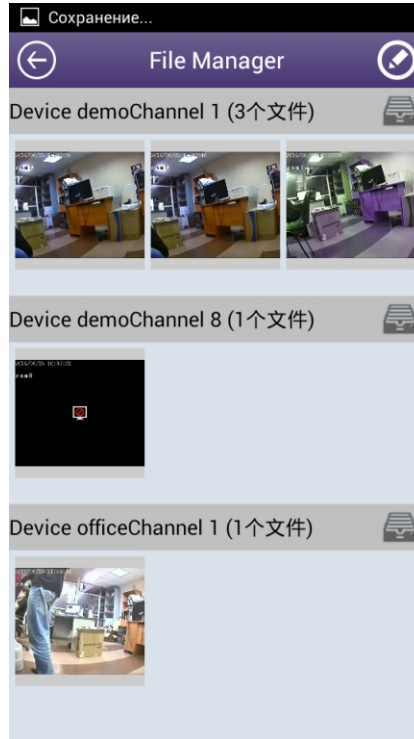 Сохранение...
File Manager
Device demoChannel 1 (3个文件)
Device demoChannel 8 (1个文件)
Device officeChannel 1 (1个文件)